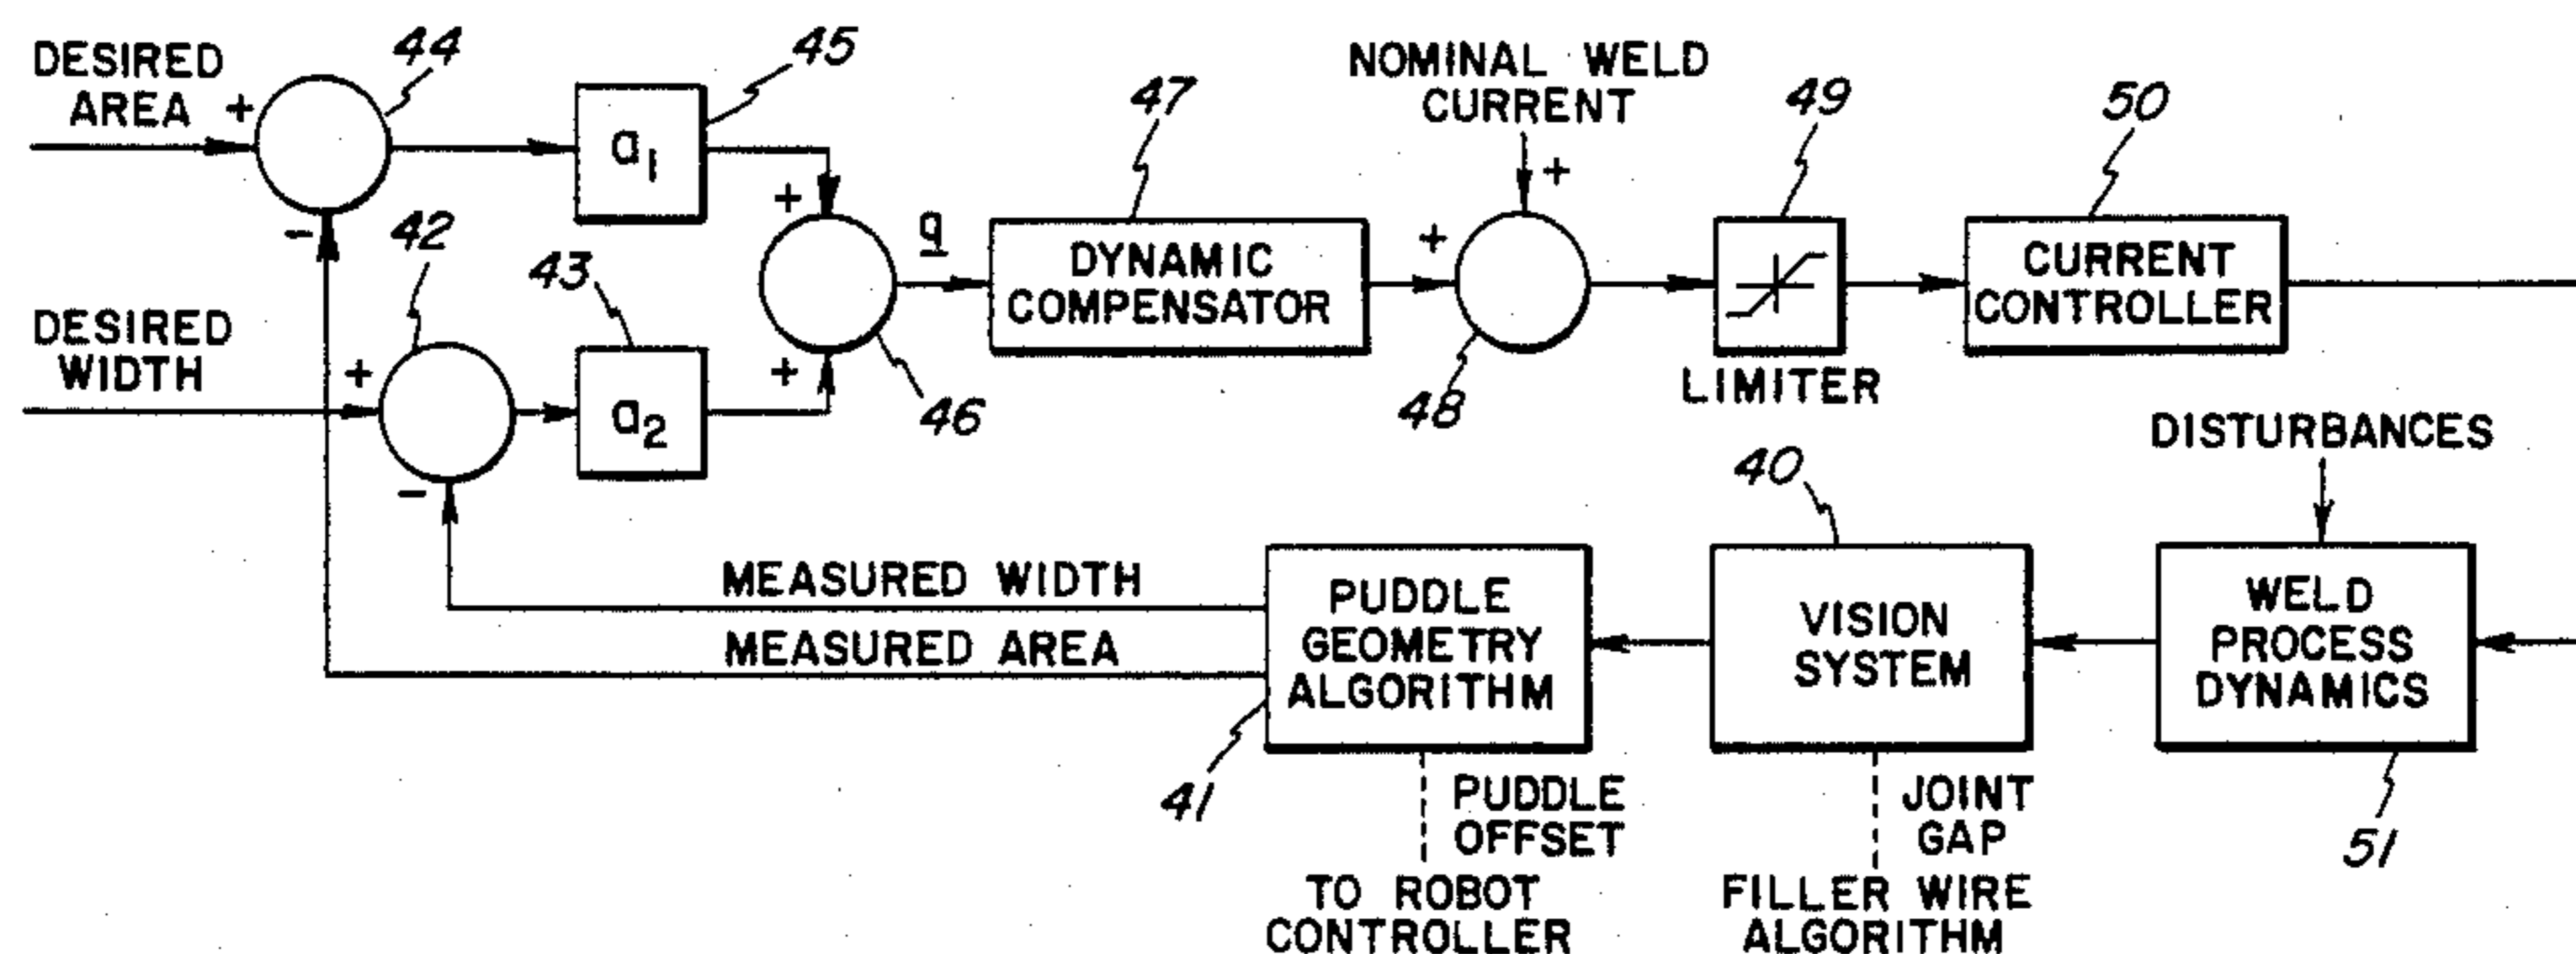 DESIRED
AREA
+
-
44
45
a1
DESIRED
WIDTH
+
-
42
43
a2
+
+
46
q
47
DYNAMIC
COMPENSATOR
NOMINAL WELD
CURRENT
+
+
48
49
LIMITER
50
CURRENT
CONTROLLER
DISTURBANCES
WELD
PROCESS
DYNAMICS
51
40
VISION
SYSTEM
JOINT
GAP
FILLER WIRE
ALGORITHM
PUDDLE
GEOMETRY
ALGORITHM
41
PUDDLE
OFFSET
TO ROBOT
CONTROLLER
MEASURED WIDTH
MEASURED AREA